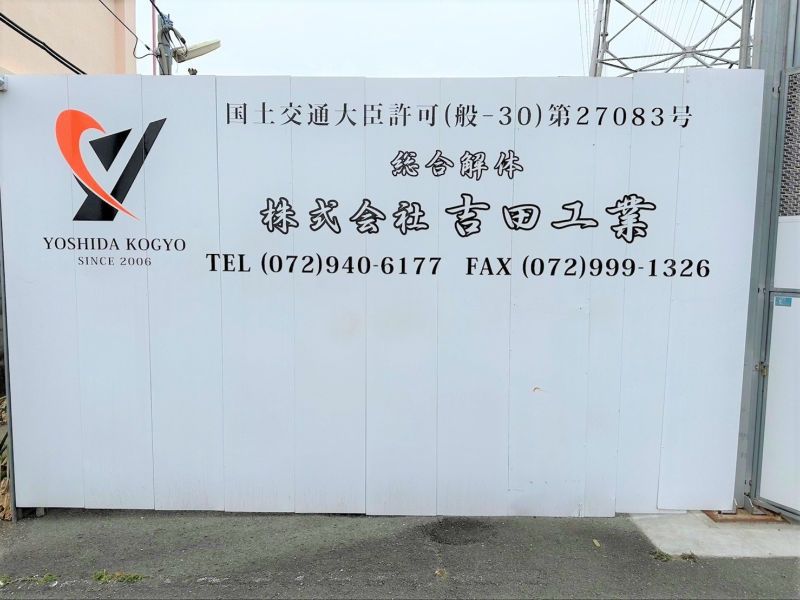 国土交通大臣許可(般-30)第27083号
総合解体
株式会社 吉田工業
YOSHIDA KOGYO
SINCE 2006
TEL (072)940-6177 FAX (072)999-1326